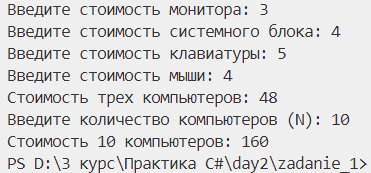 Введите стоимость монитора: 3
Введите стоимость системного блока: 4
Введите стоимость клавиатуры: 5
Введите стоимость мыши: 4
Стоимость трех компьютеров: 48
Введите количество компьютеров (N): 10
Стоимость 10 компьютеров: 160
PS D:\3 курс\Практика C#\day2\zadanie_1>